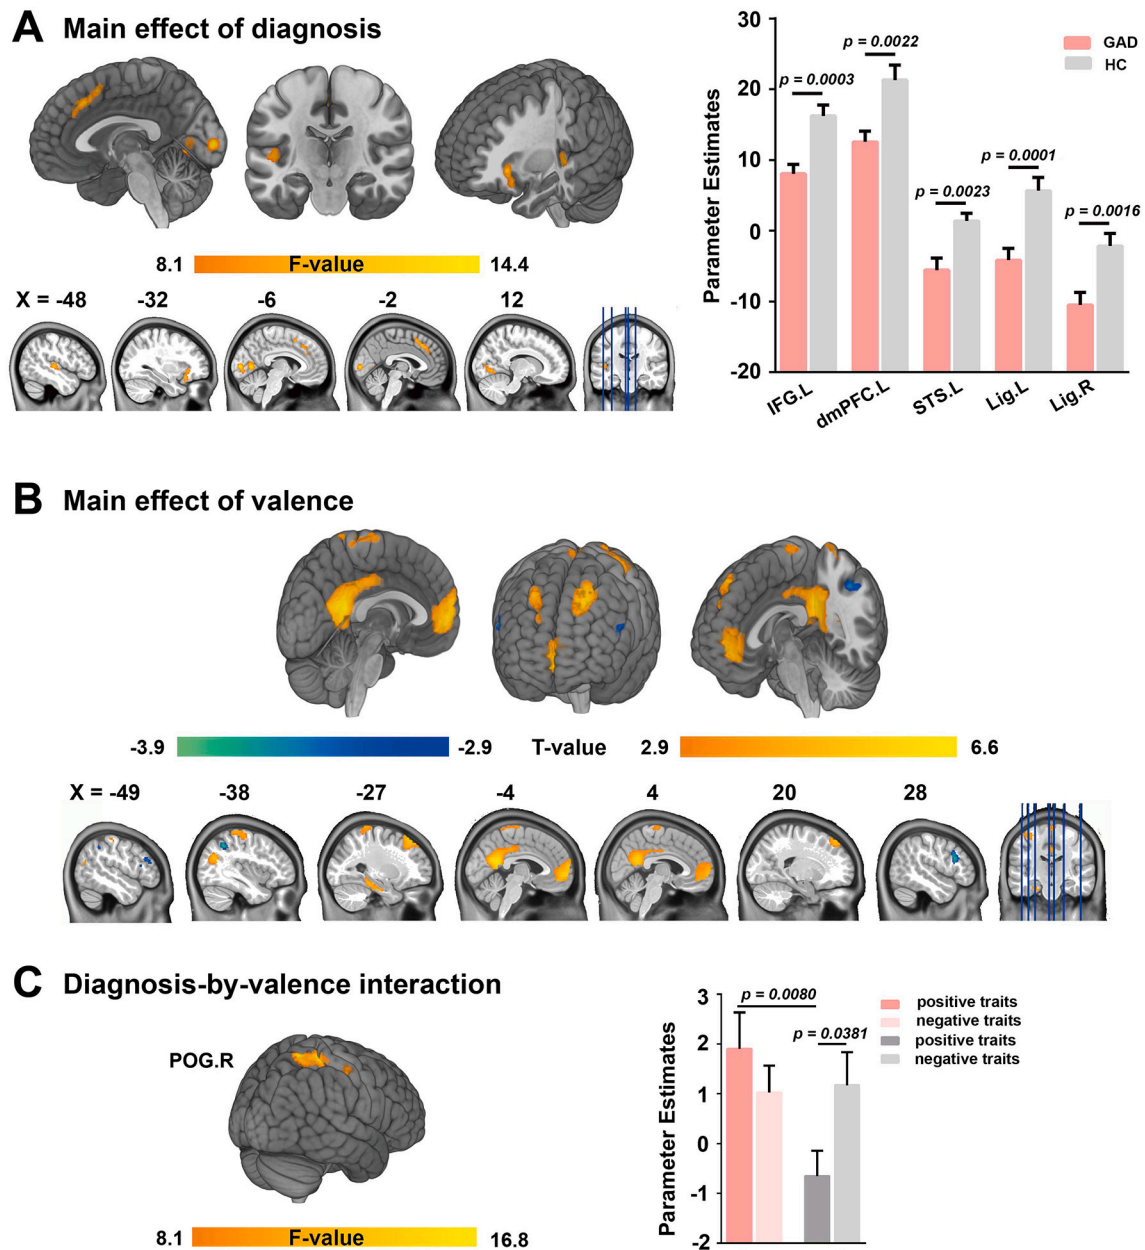 A Main effect of diagnosis
8.1 F-value 14.4
X = -48 -32 -6 -2 12
30
20
10
0
-10
-20
Parameter Estimates
p = 0.0003
p = 0.0022
p = 0.0023
p = 0.0001
p = 0.0016
GAD
HC
IFG.L dmPFC.L STS.L Lig.L Lig.R
B Main effect of valence
-3.9 -2.9 T-value 2.9 6.6
X = -49 -38 -27 -4 4 20 28
C Diagnosis-by-valence interaction
POG.R
8.1 F-value 16.8
3
2
1
0
-1
-2
Parameter Estimates
p = 0.0080
p = 0.0381
positive traits
negative traits
positive traits
negative traits